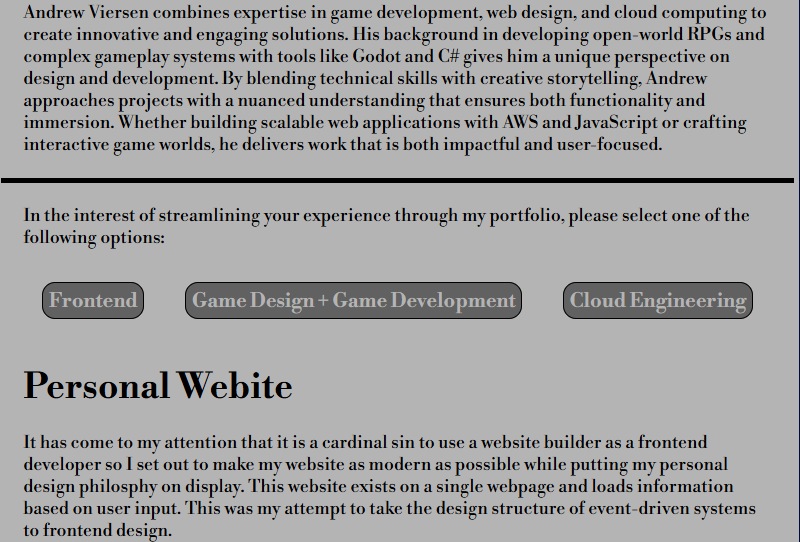 Andrew Viersen combines expertise in game development, web design, and cloud computing to
create innovative and engaging solutions. His background in developing open-world RPGs and
complex gameplay systems with tools like Godot and C# gives him a unique perspective on
design and development. By blending technical skills with creative storytelling, Andrew
approaches projects with a nuanced understanding that ensures both functionality and
immersion. Whether building scalable web applications with AWS and JavaScript or crafting
interactive game worlds, he delivers work that is both impactful and user-focused.
In the interest of streamlining your experience through my portfolio, please select one of the
following options:
Frontend Game Design + Game Development Cloud Engineering
Personal Webite
It has come to my attention that it is a cardinal sin to use a website builder as a frontend
developer so I set out to make my website as modern as possible while putting my personal
design philosphy on display. This website exists on a single webpage and loads information
based on user input. This was my attempt to take the design structure of event-driven systems
to frontend design.